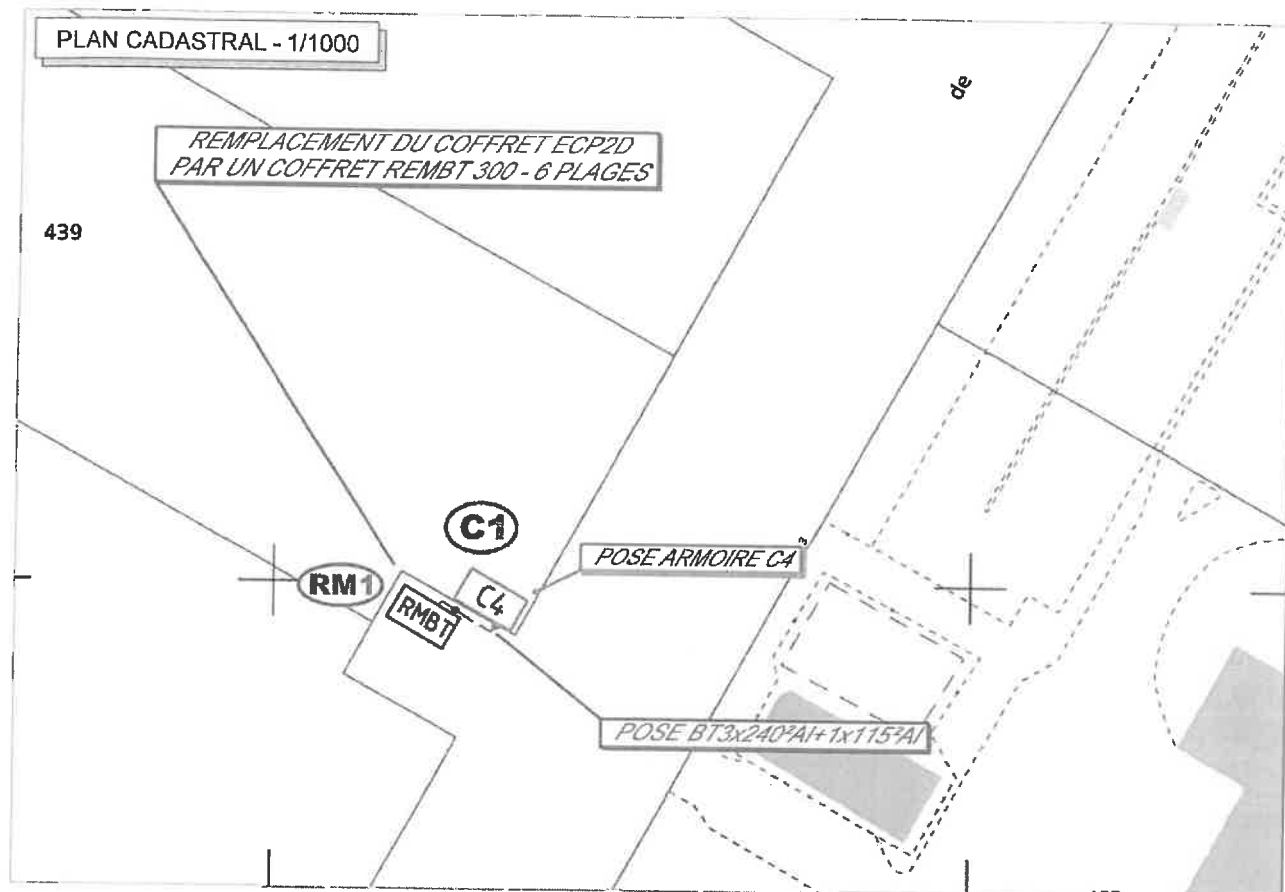 PLAN CADASTRAL - 1/1000
de
REMPLACEMENT DU COFFRET ECP2D
PAR UN COFFRET REMBT 300 - 6 PLAGES
439
C1
POSE ARMOIRE C4
3
RM1
C4
RMBT
POSE BT3x240²Al+1x115²Al